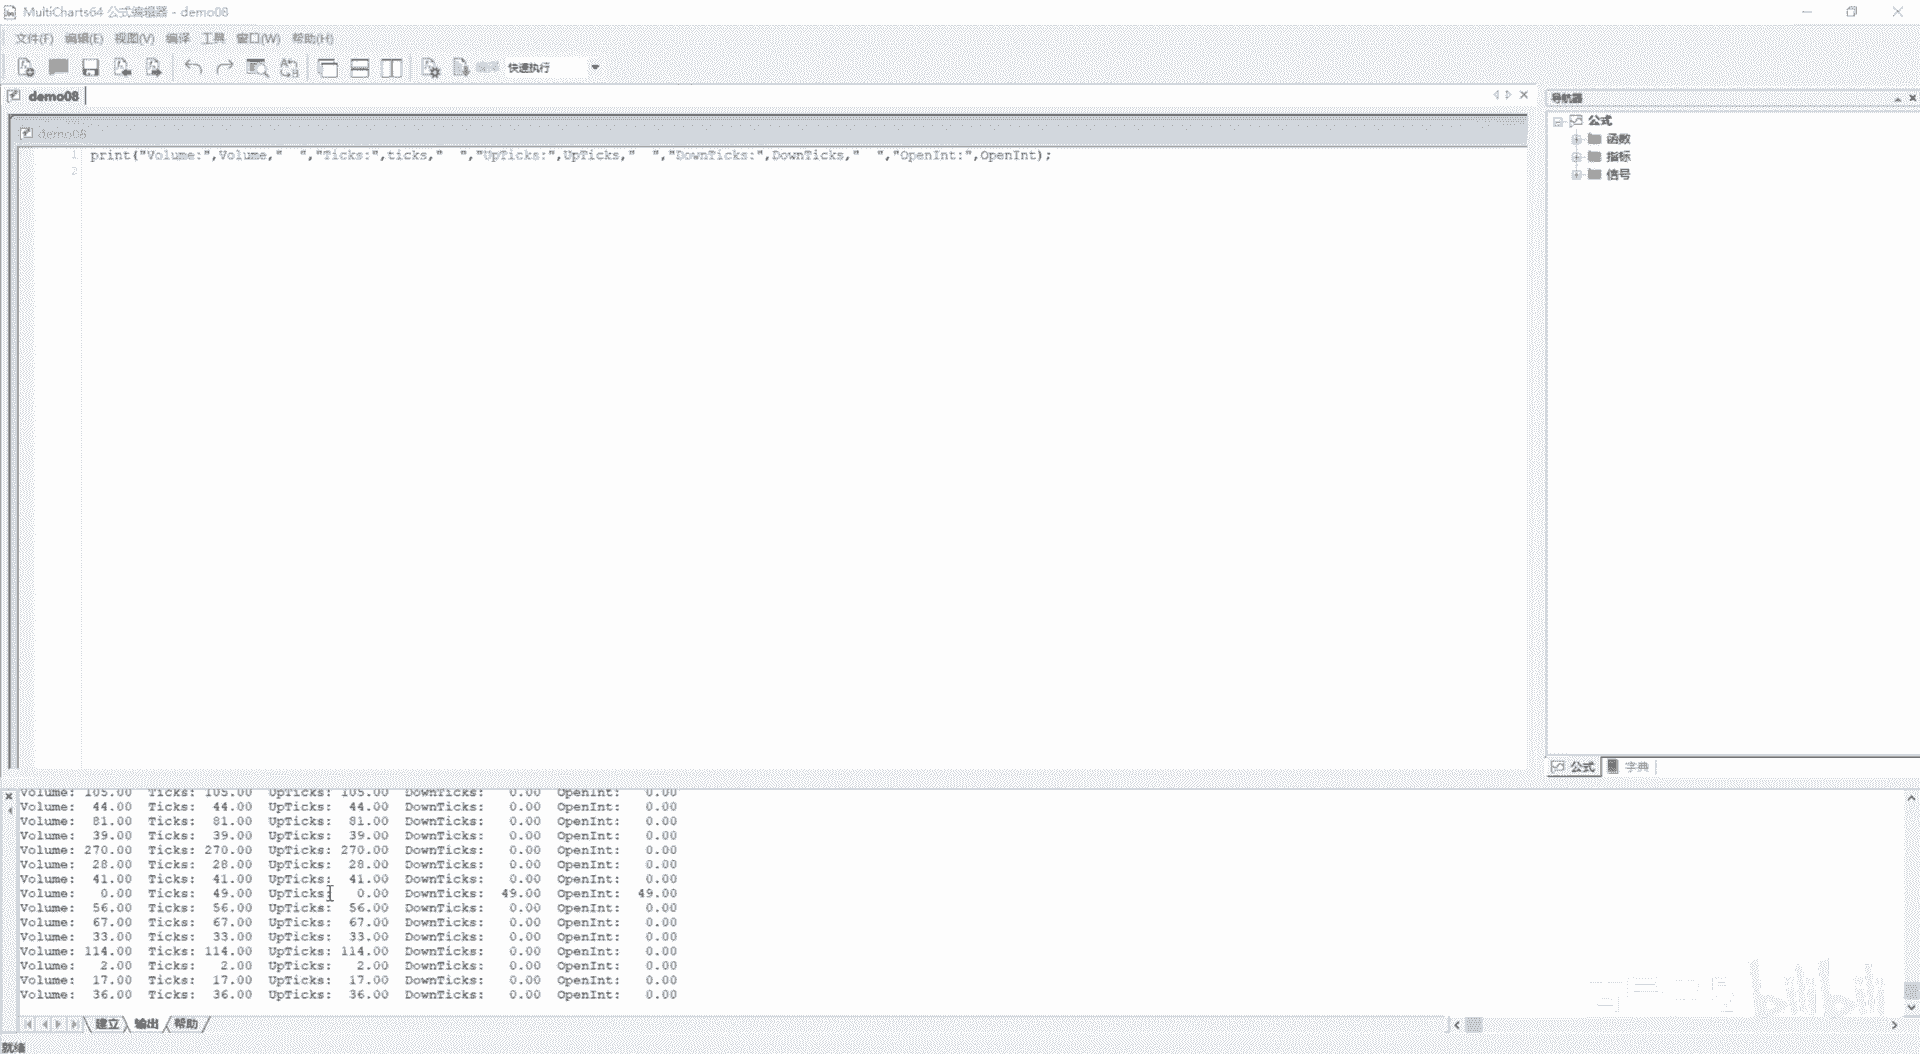 MultiCharts64 公式编辑器 - demo08
文件(F) 编辑(E) 视图(V) 编译 工具 窗口(W) 帮助(H)
快速执行
demo08
导航器
demo08
公式
函数
指标
信号
1 print("Volume:",Volume,"  ","Ticks:",ticks,"  ","UpTicks:",UpTicks,"  ","DownTicks:",DownTicks,"  ","OpenInt:",OpenInt);
2
公式 字典
Volume: 105.00 Ticks: 105.00 UpTicks: 105.00 DownTicks: 0.00 OpenInt: 0.00
Volume: 44.00 Ticks: 44.00 UpTicks: 44.00 DownTicks: 0.00 OpenInt: 0.00
Volume: 81.00 Ticks: 81.00 UpTicks: 81.00 DownTicks: 0.00 OpenInt: 0.00
Volume: 39.00 Ticks: 39.00 UpTicks: 39.00 DownTicks: 0.00 OpenInt: 0.00
Volume: 270.00 Ticks: 270.00 UpTicks: 270.00 DownTicks: 0.00 OpenInt: 0.00
Volume: 28.00 Ticks: 28.00 UpTicks: 28.00 DownTicks: 0.00 OpenInt: 0.00
Volume: 41.00 Ticks: 41.00 UpTicks: 41.00 DownTicks: 0.00 OpenInt: 0.00
Volume: 0.00 Ticks: 49.00 UpTicks: 0.00 DownTicks: 49.00 OpenInt: 49.00
Volume: 56.00 Ticks: 56.00 UpTicks: 56.00 DownTicks: 0.00 OpenInt: 0.00
Volume: 67.00 Ticks: 67.00 UpTicks: 67.00 DownTicks: 0.00 OpenInt: 0.00
Volume: 33.00 Ticks: 33.00 UpTicks: 33.00 DownTicks: 0.00 OpenInt: 0.00
Volume: 114.00 Ticks: 114.00 UpTicks: 114.00 DownTicks: 0.00 OpenInt: 0.00
Volume: 2.00 Ticks: 2.00 UpTicks: 2.00 DownTicks: 0.00 OpenInt: 0.00
Volume: 17.00 Ticks: 17.00 UpTicks: 17.00 DownTicks: 0.00 OpenInt: 0.00
Volume: 36.00 Ticks: 36.00 UpTicks: 36.00 DownTicks: 0.00 OpenInt: 0.00
bilibili
建立 输出 帮助
就绪